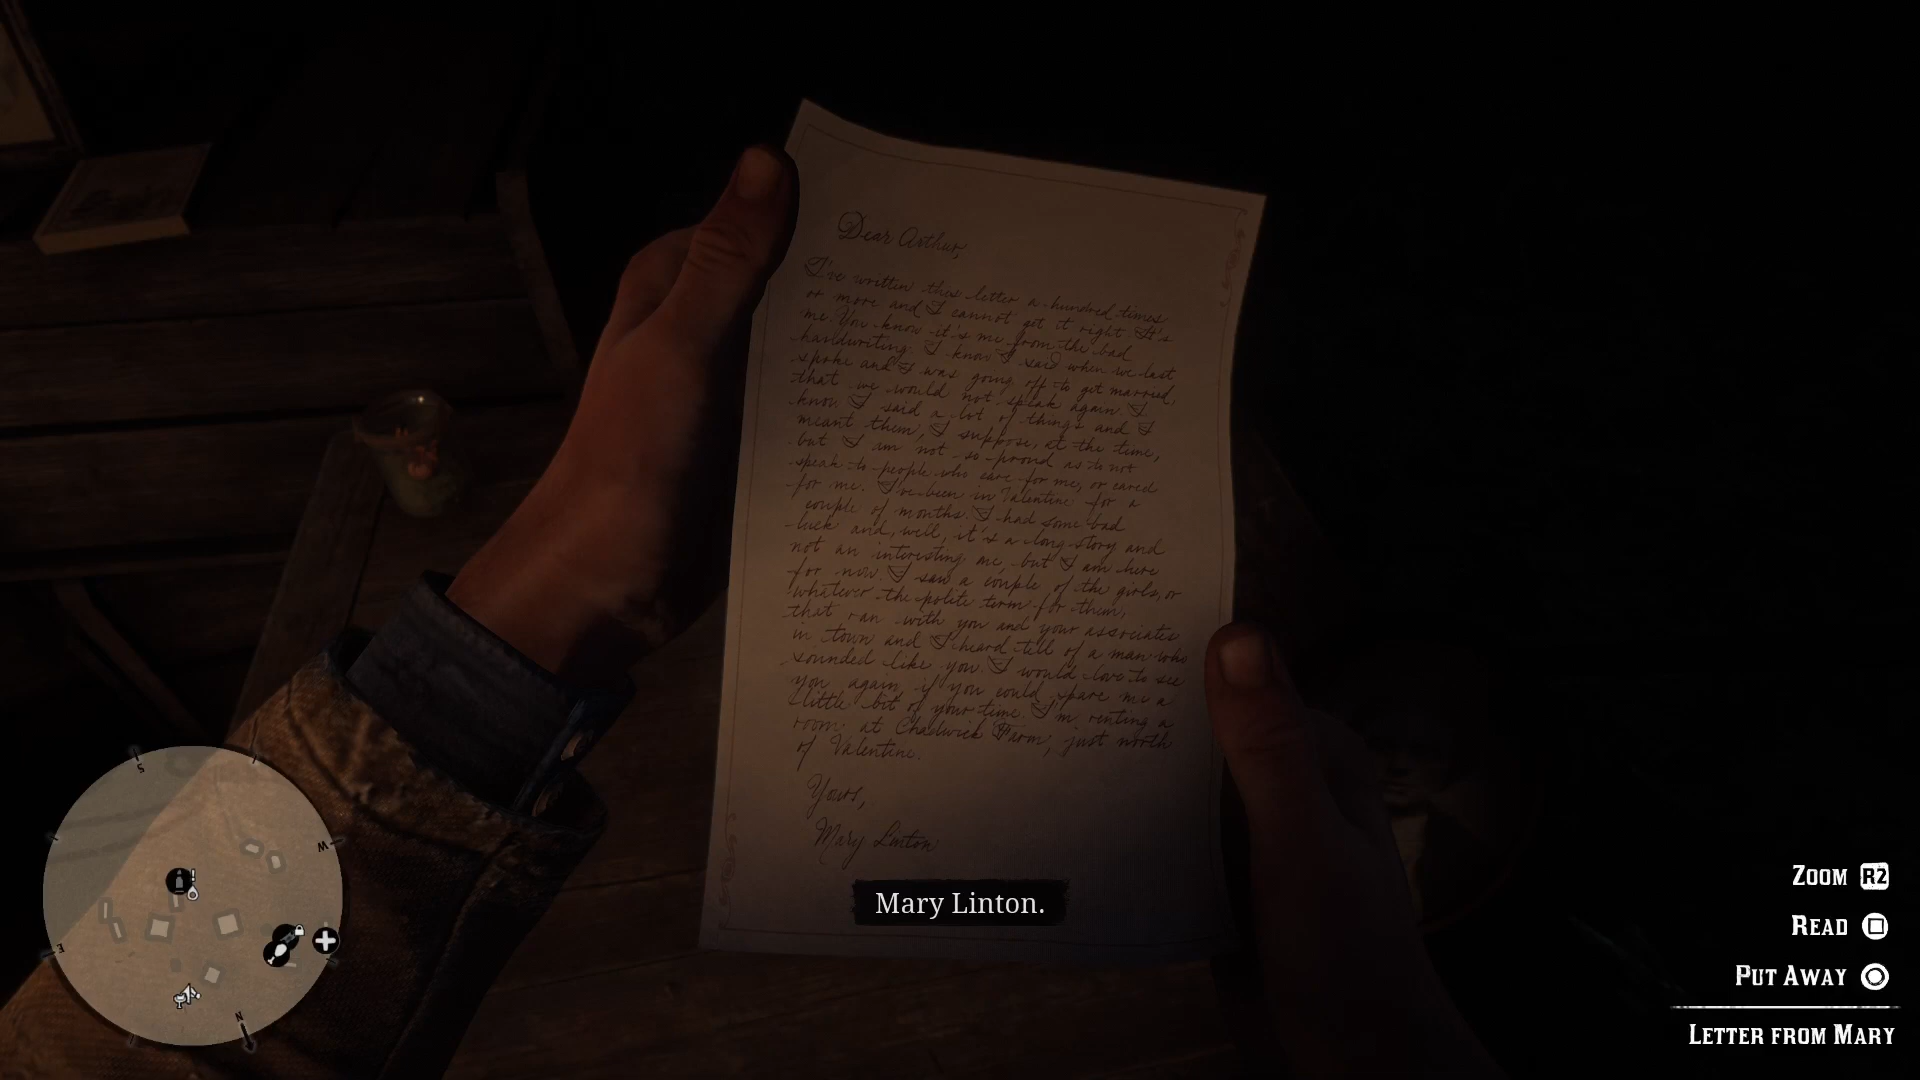 Dear Arthur,
I've written this letter a hundred times
or more and I cannot get it right. It's
me. You know it's me from the bad
handwriting. I know I said when we last
spoke and I was going off to get married,
that we would not speak again. I
know I said a lot of things and I
meant them, I suppose, at the time,
but I am not so proud as to not
speak to people who care for me, or cared
for me. I've been in Valentine for a
couple of months. I had some bad
luck and, well, it's a long story and
not an interesting one, but I am here
for now. I saw a couple of the girls, or
whatever the polite term for them,
that ran with you and your associates
in town and I heard tell of a man who
sounded like you. I would love to see
you again if you could spare me a
little bit of your time. I'm renting a
room at Chadwick Farm, just north
of Valentine.
Yours,
Mary Linton
Mary Linton.
S
W
E
N
Zoom R2
Read
Put Away
Letter from Mary